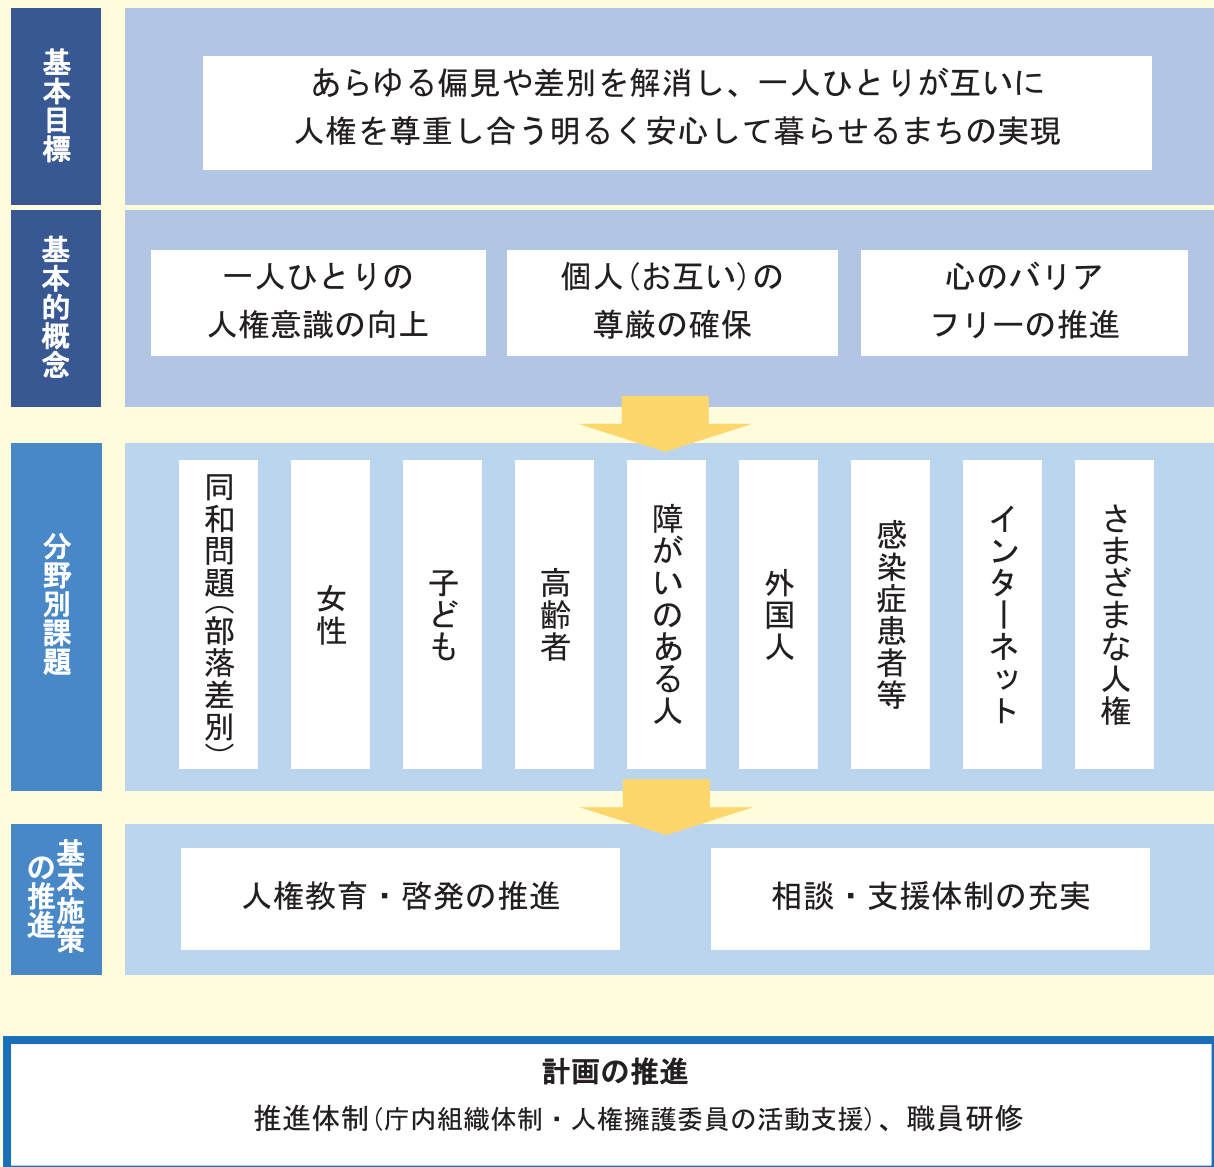 基本目標
あらゆる偏見や差別を解消し、一人ひとりが互いに
人権を尊重し合う明るく安心して暮らせるまちの実現
基本的概念
一人ひとりの
人権意識の向上
個人（お互い）の
尊厳の確保
心のバリア
フリーの推進
分野別課題
同和問題（部落差別）
女性
子ども
高齢者
障がいのある人
外国人
感染症患者等
インターネット
さまざまな人権
基本施策
の推進
人権教育・啓発の推進
相談・支援体制の充実
計画の推進
推進体制（庁内組織体制・人権擁護委員の活動支援）、職員研修